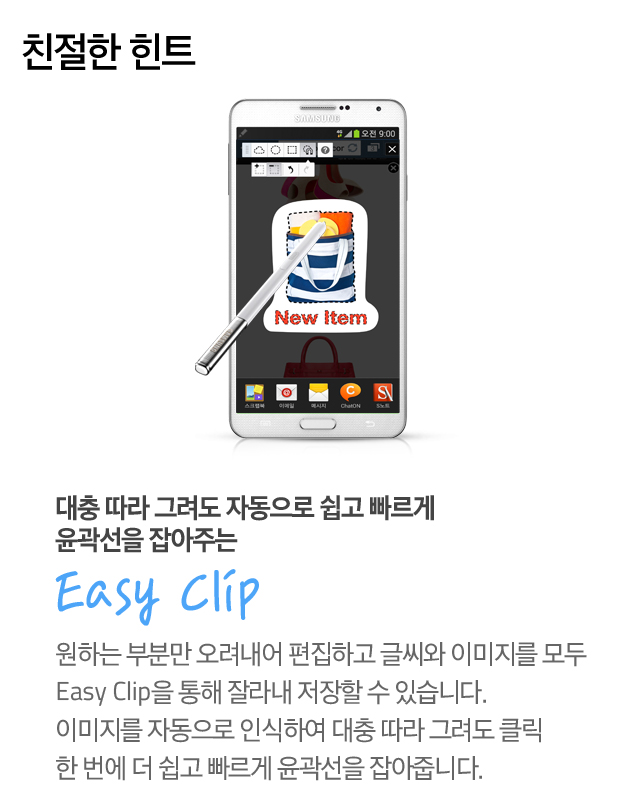 친절한 힌트
SAMSUNG
4G 오전 9:00
New Item
스크랩북 이메일 메시지 ChatON S노트
대충 따라 그려도 자동으로 쉽고 빠르게
윤곽선을 잡아주는
Easy Clip
원하는 부분만 오려내어 편집하고 글씨와 이미지를 모두
Easy Clip을 통해 잘라내 저장할 수 있습니다.
이미지를 자동으로 인식하여 대충 따라 그려도 클릭
한 번에 더 쉽고 빠르게 윤곽선을 잡아줍니다.